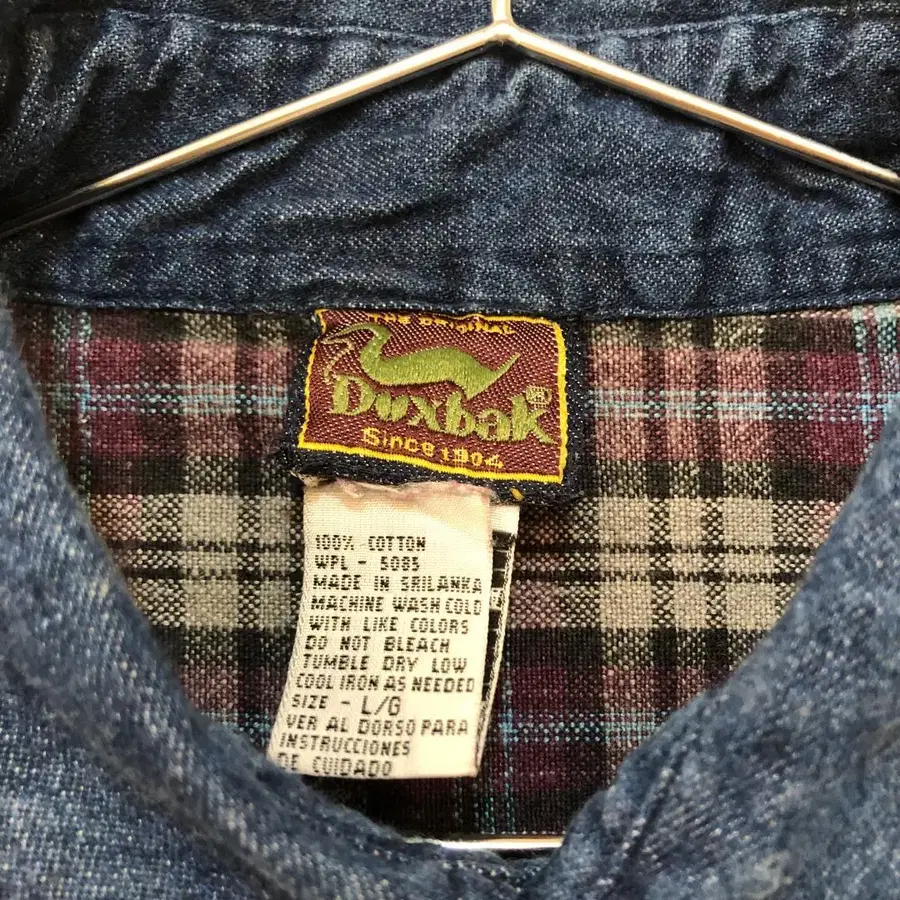 THE ORIGINAL
Duxbak
Since 1904
100% COTTON
WPL - 5085
MADE IN SRILANKA
MACHINE WASH COLD
WITH LIKE COLORS
DO NOT BLEACH
TUMBLE DRY LOW
COOL IRON AS NEEDED
SIZE - L/G
VER AL DORSO PARA
INSTRUCCIONES
DE CUIDADO